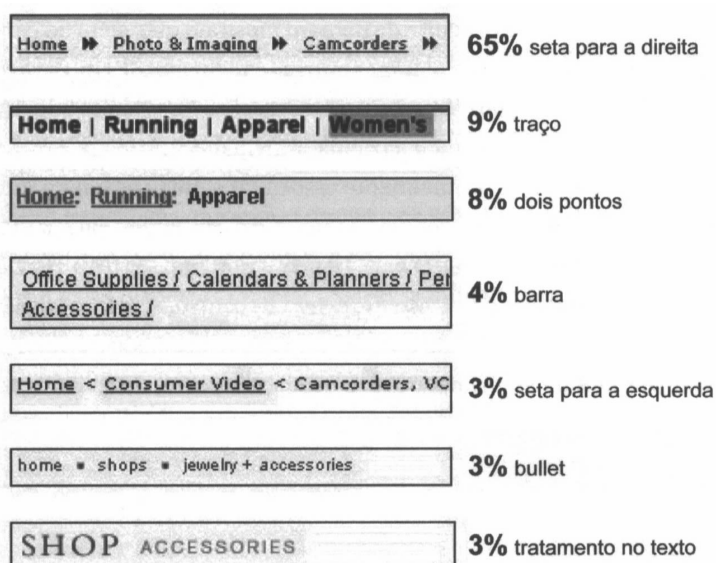 Home ▶▶ Photo & Imaging ▶▶ Camcorders ▶▶ 65% seta para a direita
Home | Running | Apparel | Women's 9% traço
Home: Running: Apparel 8% dois pontos
Office Supplies / Calendars & Planners / Per
Accessories / 4% barra
Home < Consumer Video < Camcorders, VC 3% seta para a esquerda
home ▪ shops ▪ jewelry + accessories 3% bullet
SHOP ACCESSORIES 3% tratamento no texto